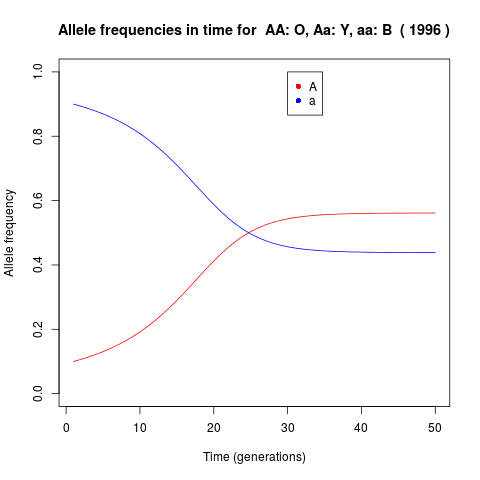 Allele frequencies in time for  AA: O, Aa: Y, aa: B  ( 1996 )
A
a
Allele frequency
1.0
0.8
0.6
0.4
0.2
0.0
0 10 20 30 40 50
Time (generations)